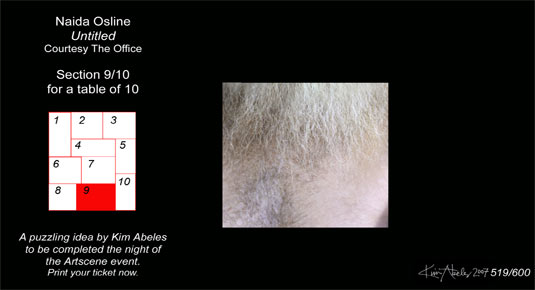 Naida Osline
Untitled
Courtesy The Office
Section 9/10
for a table of 10
1
2
3
4
5
6
7
8
9
10
A puzzling idea by Kim Abeles
to be completed the night of
the Artscene event.
Print your ticket now.
Kim Abeles 2007 519/600